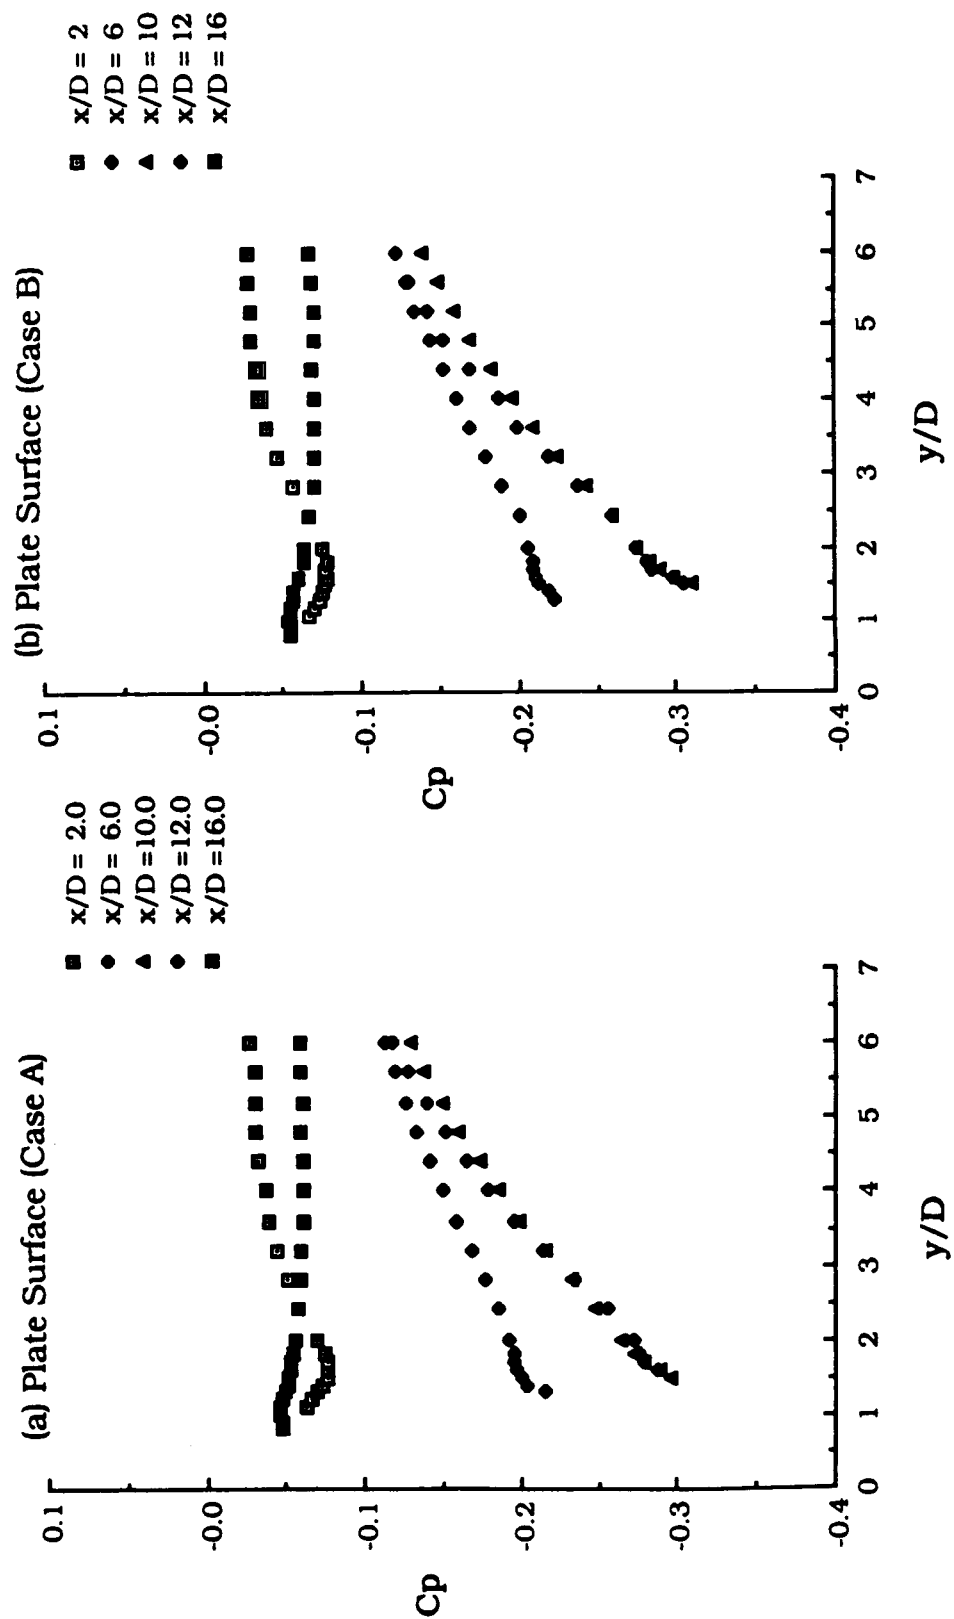 (a) Plate Surface (Case A)
x/D = 2.0
x/D = 6.0
x/D =10.0
x/D =12.0
x/D =16.0
0.1
-0.0
-0.1
-0.2
-0.3
-0.4
Cp
0 1 2 3 4 5 6 7
y/D
(b) Plate Surface (Case B)
x/D = 2
x/D = 6
x/D = 10
x/D = 12
x/D = 16
0.1
-0.0
-0.1
-0.2
-0.3
-0.4
Cp
0 1 2 3 4 5 6 7
y/D